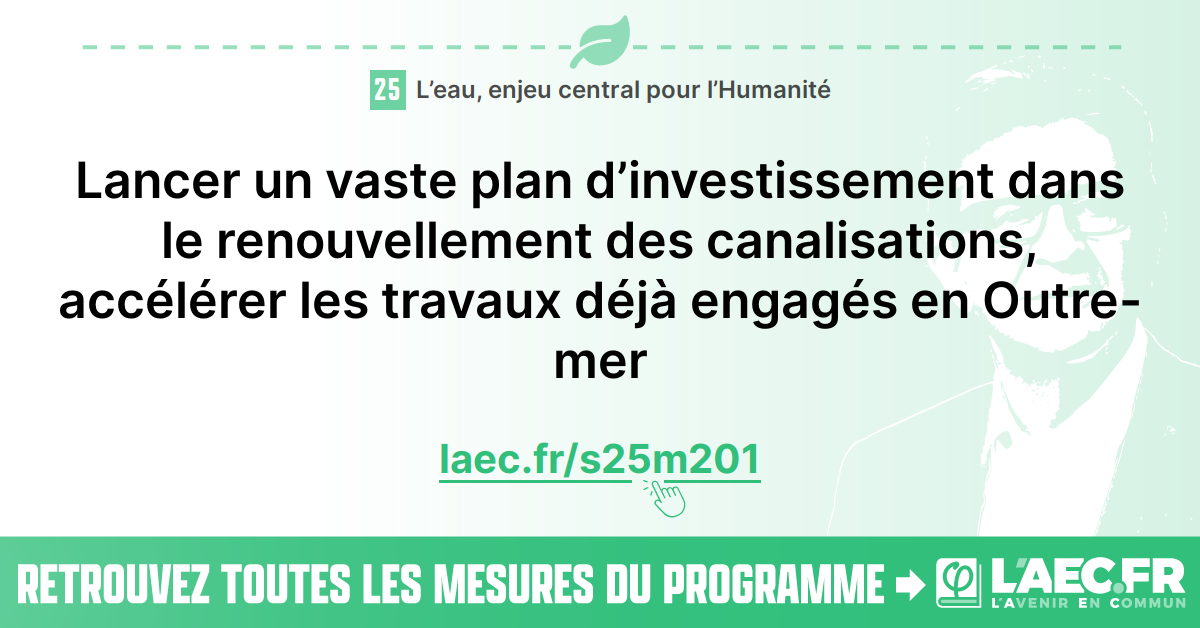 25 L’eau, enjeu central pour l’Humanité
Lancer un vaste plan d’investissement dans
le renouvellement des canalisations,
accélérer les travaux déjà engagés en Outre-
mer
laec.fr/s25m201
RETROUVEZ TOUTES LES MESURES DU PROGRAMME
φ L'AEC.FR
L'AVENIR EN COMMUN